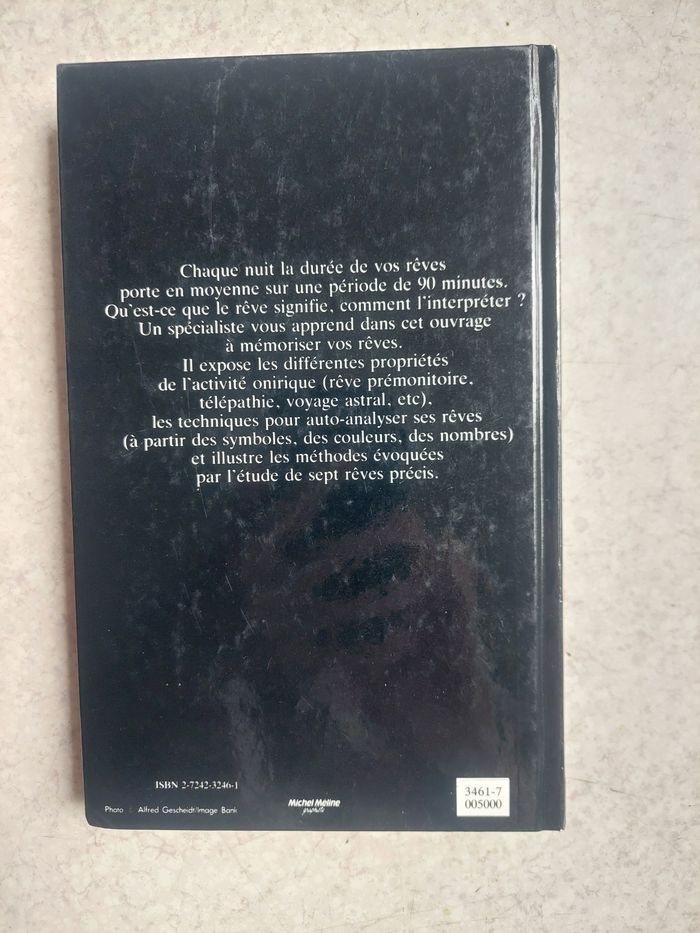 Chaque nuit la durée de vos rêves
porte en moyenne sur une période de 90 minutes.
Qu'est-ce que le rêve signifie, comment l'interpréter ?
Un spécialiste vous apprend dans cet ouvrage
à mémoriser vos rêves.
Il expose les différentes propriétés
de l'activité onirique (rêve prémonitoire,
télépathie, voyage astral, etc),
les techniques pour auto-analyser ses rêves
(à partir des symboles, des couleurs, des nombres)
et illustre les méthodes évoquées
par l'étude de sept rêves précis.
ISBN 2-7242-3246-1
Photo : Alfred Gescheidt/Image Bank
Michel Méline
3461-7
005000